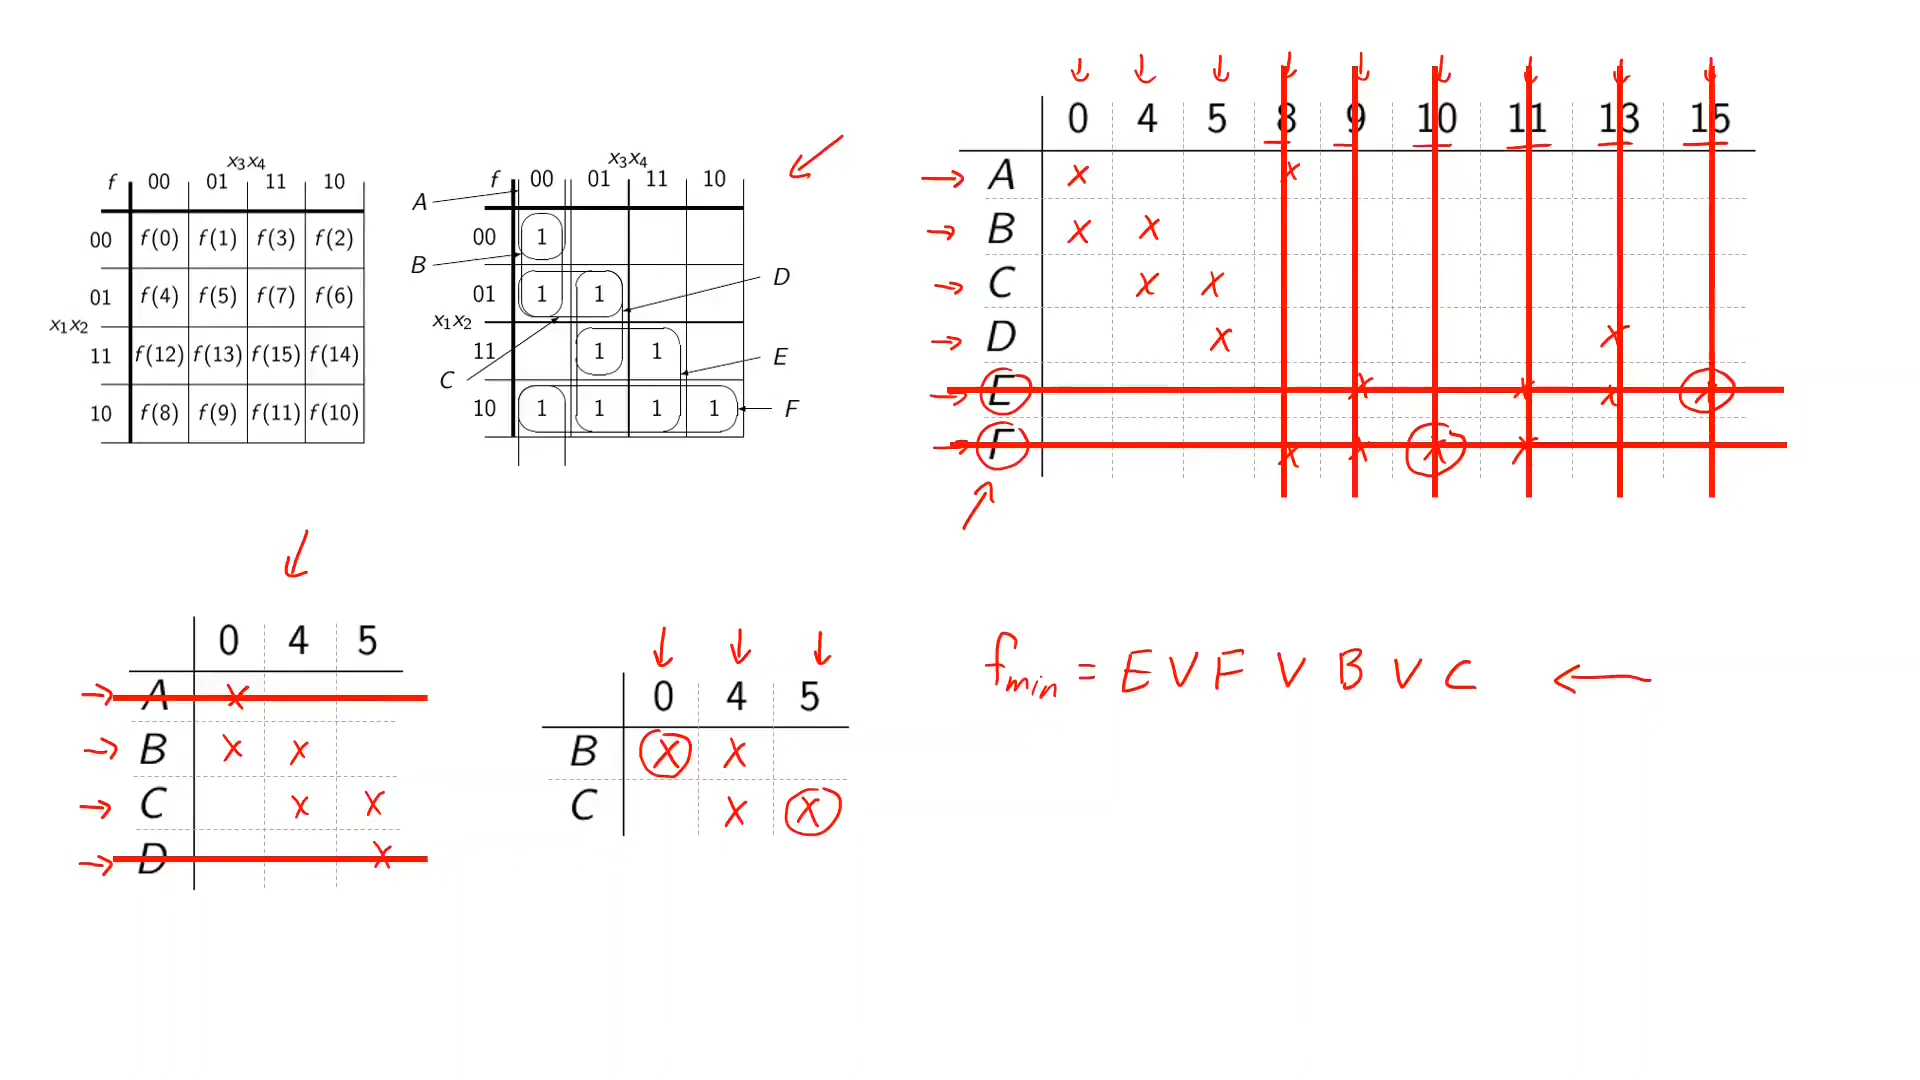 x₃x₄
f 00 01 11 10
00 f(0) f(1) f(3) f(2)
01 f(4) f(5) f(7) f(6)
x₁x₂
11 f(12) f(13) f(15) f(14)
10 f(8) f(9) f(11) f(10)
x₃x₄
f 00 01 11 10
A
00 1
B
D
01 1 1
x₁x₂
11 1 1
E
C
10 1 1 1 1
F
0 4 5 8 9 10 11 13 15
A x x
B x x
C x x
D x x
E x x x x
F x x x x
0 4 5
A x
B x x
C x x
D x
0 4 5
B x x
C x x
fmin = E V F V B V C